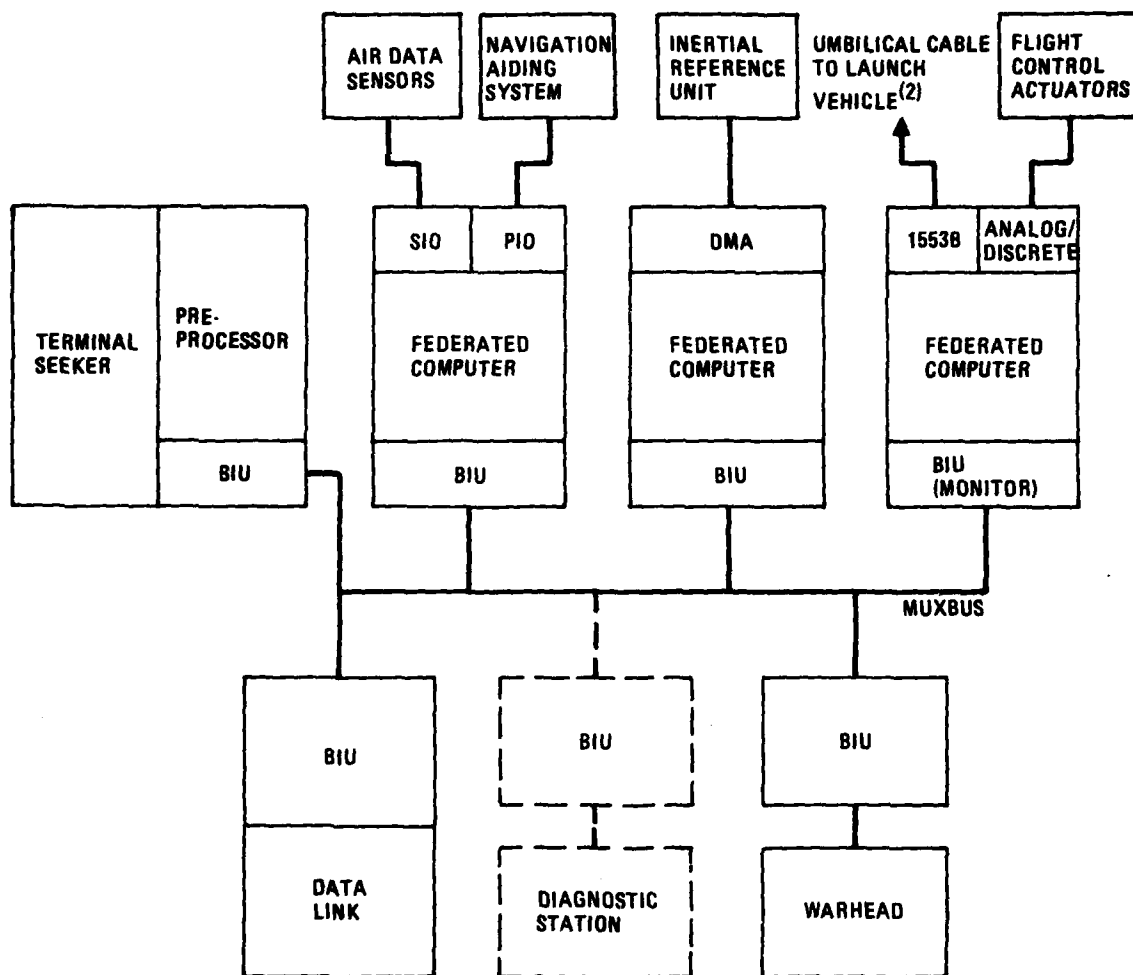 AIR DATA
SENSORS
NAVIGATION
AIDING
SYSTEM
INERTIAL
REFERENCE
UNIT
UMBILICAL CABLE
TO LAUNCH
VEHICLE(2)
FLIGHT
CONTROL
ACTUATORS
TERMINAL
SEEKER
PRE-
PROCESSOR
BIU
SIO
PIO
FEDERATED
COMPUTER
BIU
DMA
FEDERATED
COMPUTER
BIU
1553B
ANALOG/
DISCRETE
FEDERATED
COMPUTER
BIU
(MONITOR)
MUXBUS
BIU
DATA
LINK
BIU
DIAGNOSTIC
STATION
BIU
WARHEAD